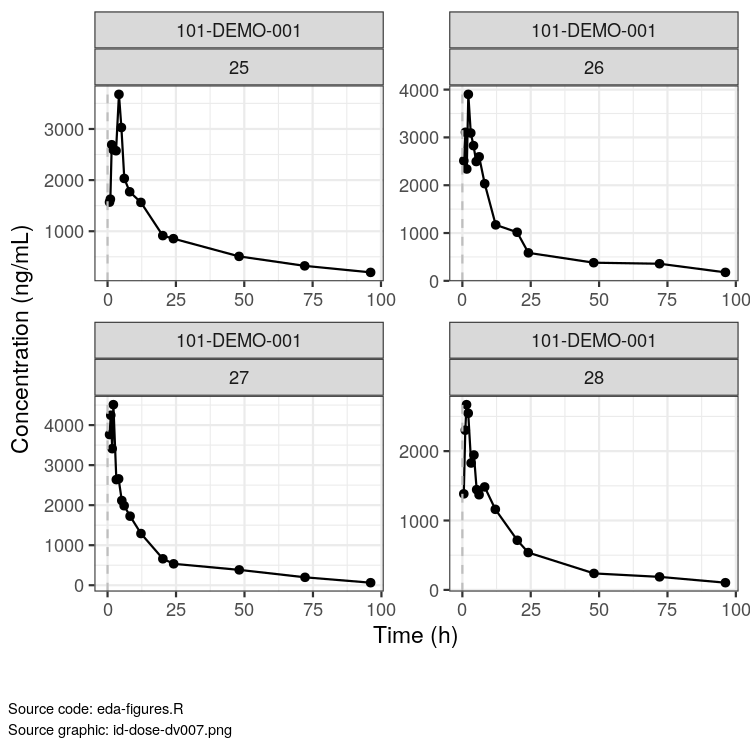 101-DEMO-001
101-DEMO-001
25
26
3000
2000
1000
4000
3000
2000
1000
0
0 25 50 75 100
0 25 50 75 100
Concentration (ng/mL)
101-DEMO-001
101-DEMO-001
27
28
4000
3000
2000
1000
0
2000
1000
0
0 25 50 75 100
0 25 50 75 100
Time (h)
Source code: eda-figures.R
Source graphic: id-dose-dv007.png